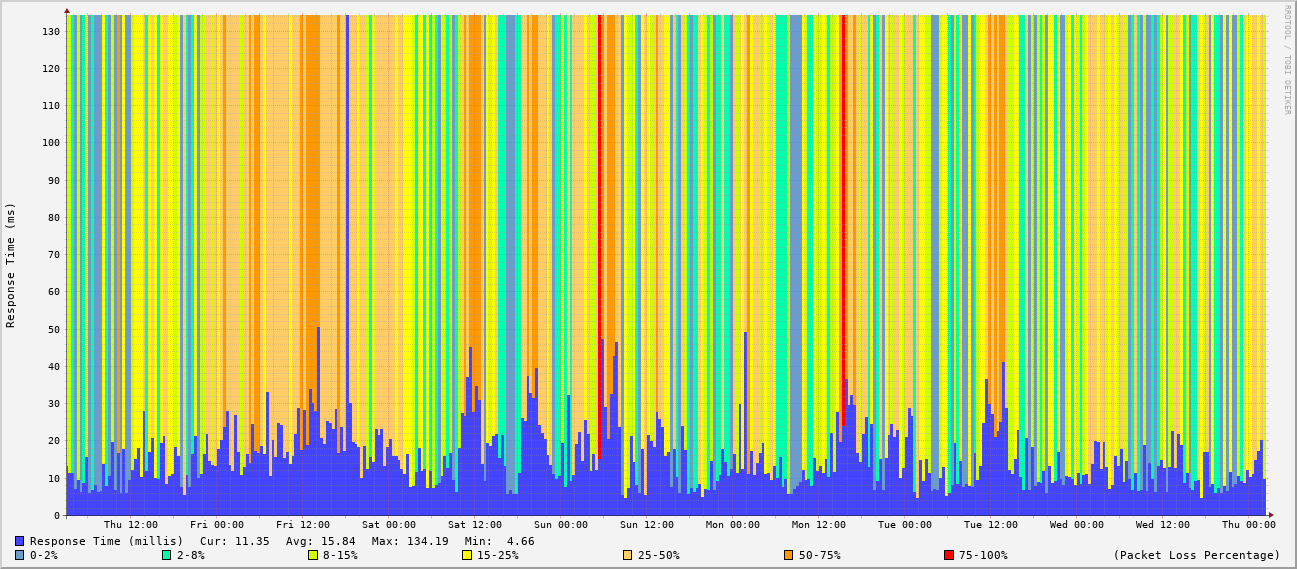 RRDTOOL / TOBI OETIKER
Response Time (ms)
130
120
110
100
90
80
70
60
50
40
30
20
10
0
Thu 12:00 Fri 00:00 Fri 12:00 Sat 00:00 Sat 12:00 Sun 00:00 Sun 12:00 Mon 00:00 Mon 12:00 Tue 00:00 Tue 12:00 Wed 00:00 Wed 12:00 Thu 00:00
Response Time (millis) Cur: 11.35 Avg: 15.84 Max: 134.19 Min: 4.66
0-2% 2-8% 8-15% 15-25% 25-50% 50-75% 75-100% (Packet Loss Percentage)